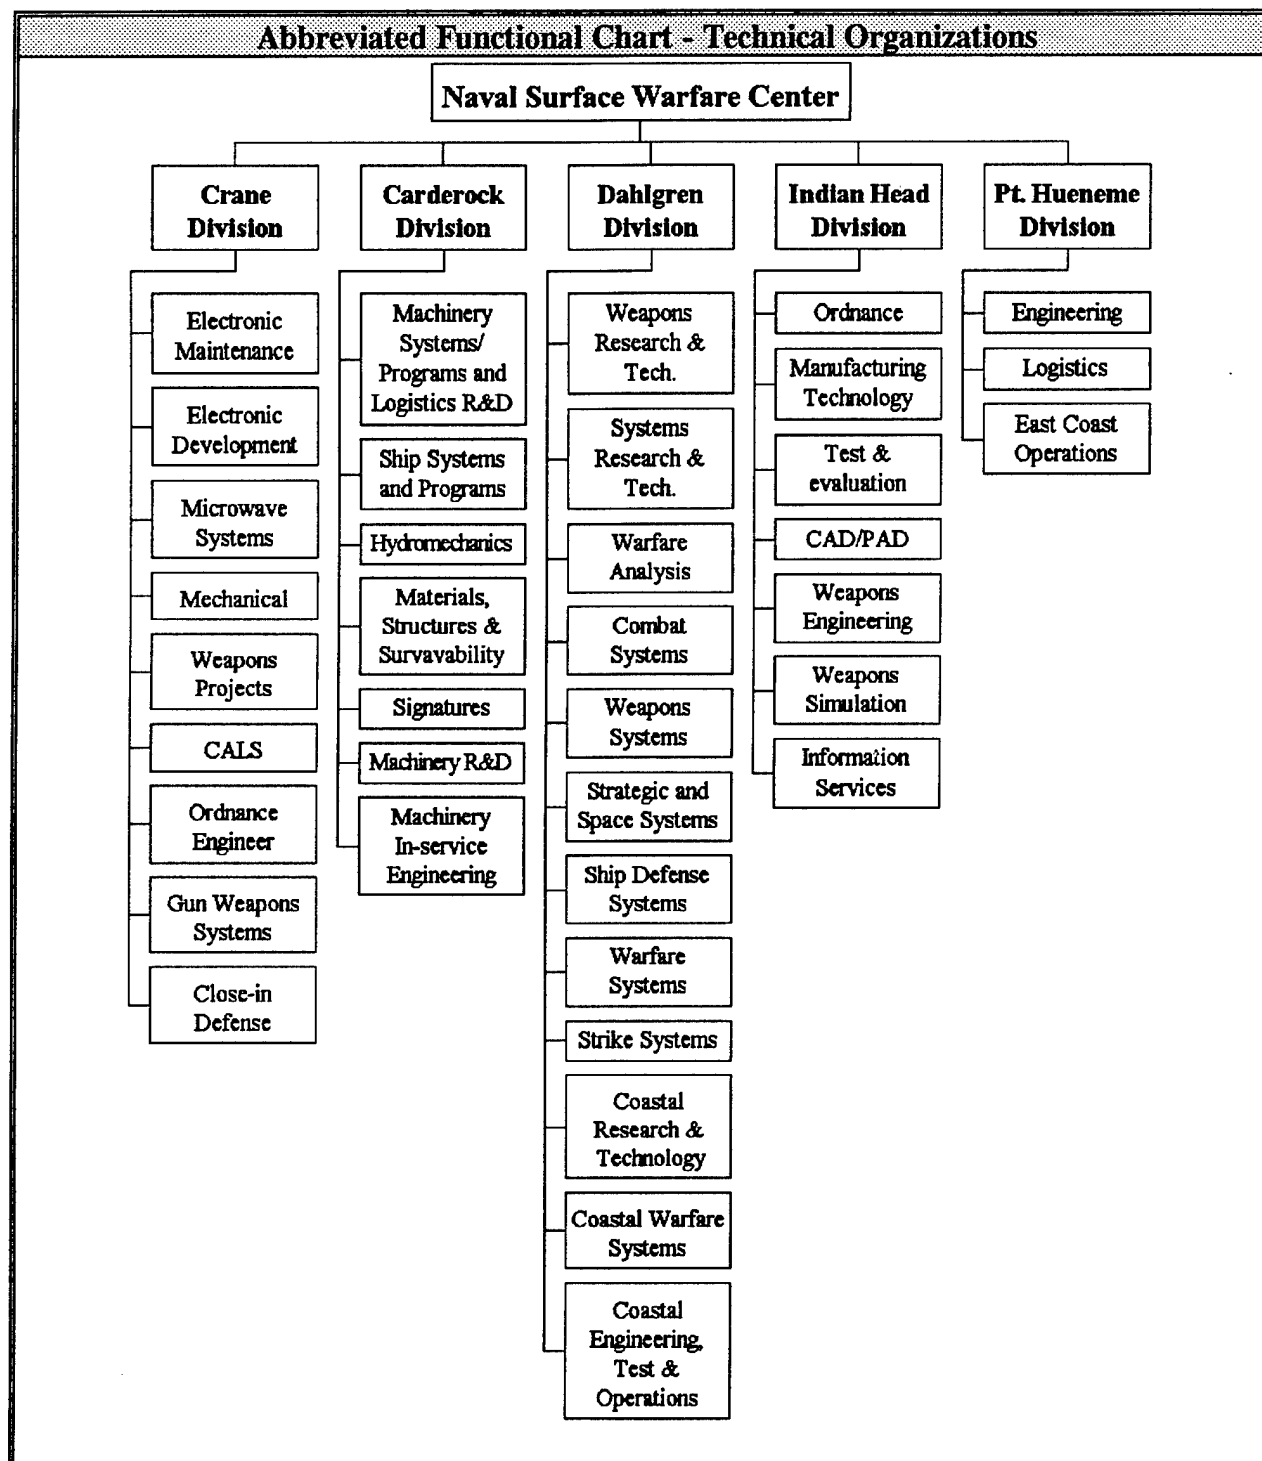 Abbreviated Functional Chart - Technical Organizations
Naval Surface Warfare Center
Crane
Division
Electronic
Maintenance
Electronic
Development
Microwave
Systems
Mechanical
Weapons
Projects
CALS
Ordnance
Engineer
Gun Weapons
Systems
Close-in
Defense
Carderock
Division
Machinery
Systems/
Programs and
Logistics R&D
Ship Systems
and Programs
Hydromechanics
Materials,
Structures &
Survavability
Signatures
Machinery R&D
Machinery
In-service
Engineering
Dahlgren
Division
Weapons
Research &
Tech.
Systems
Research &
Tech.
Warfare
Analysis
Combat
Systems
Weapons
Systems
Strategic and
Space Systems
Ship Defense
Systems
Warfare
Systems
Strike Systems
Coastal
Research &
Technology
Coastal Warfare
Systems
Coastal
Engineering,
Test &
Operations
Indian Head
Division
Ordnance
Manufacturing
Technology
Test &
evaluation
CAD/PAD
Weapons
Engineering
Weapons
Simulation
Information
Services
Pt. Hueneme
Division
Engineering
Logistics
East Coast
Operations